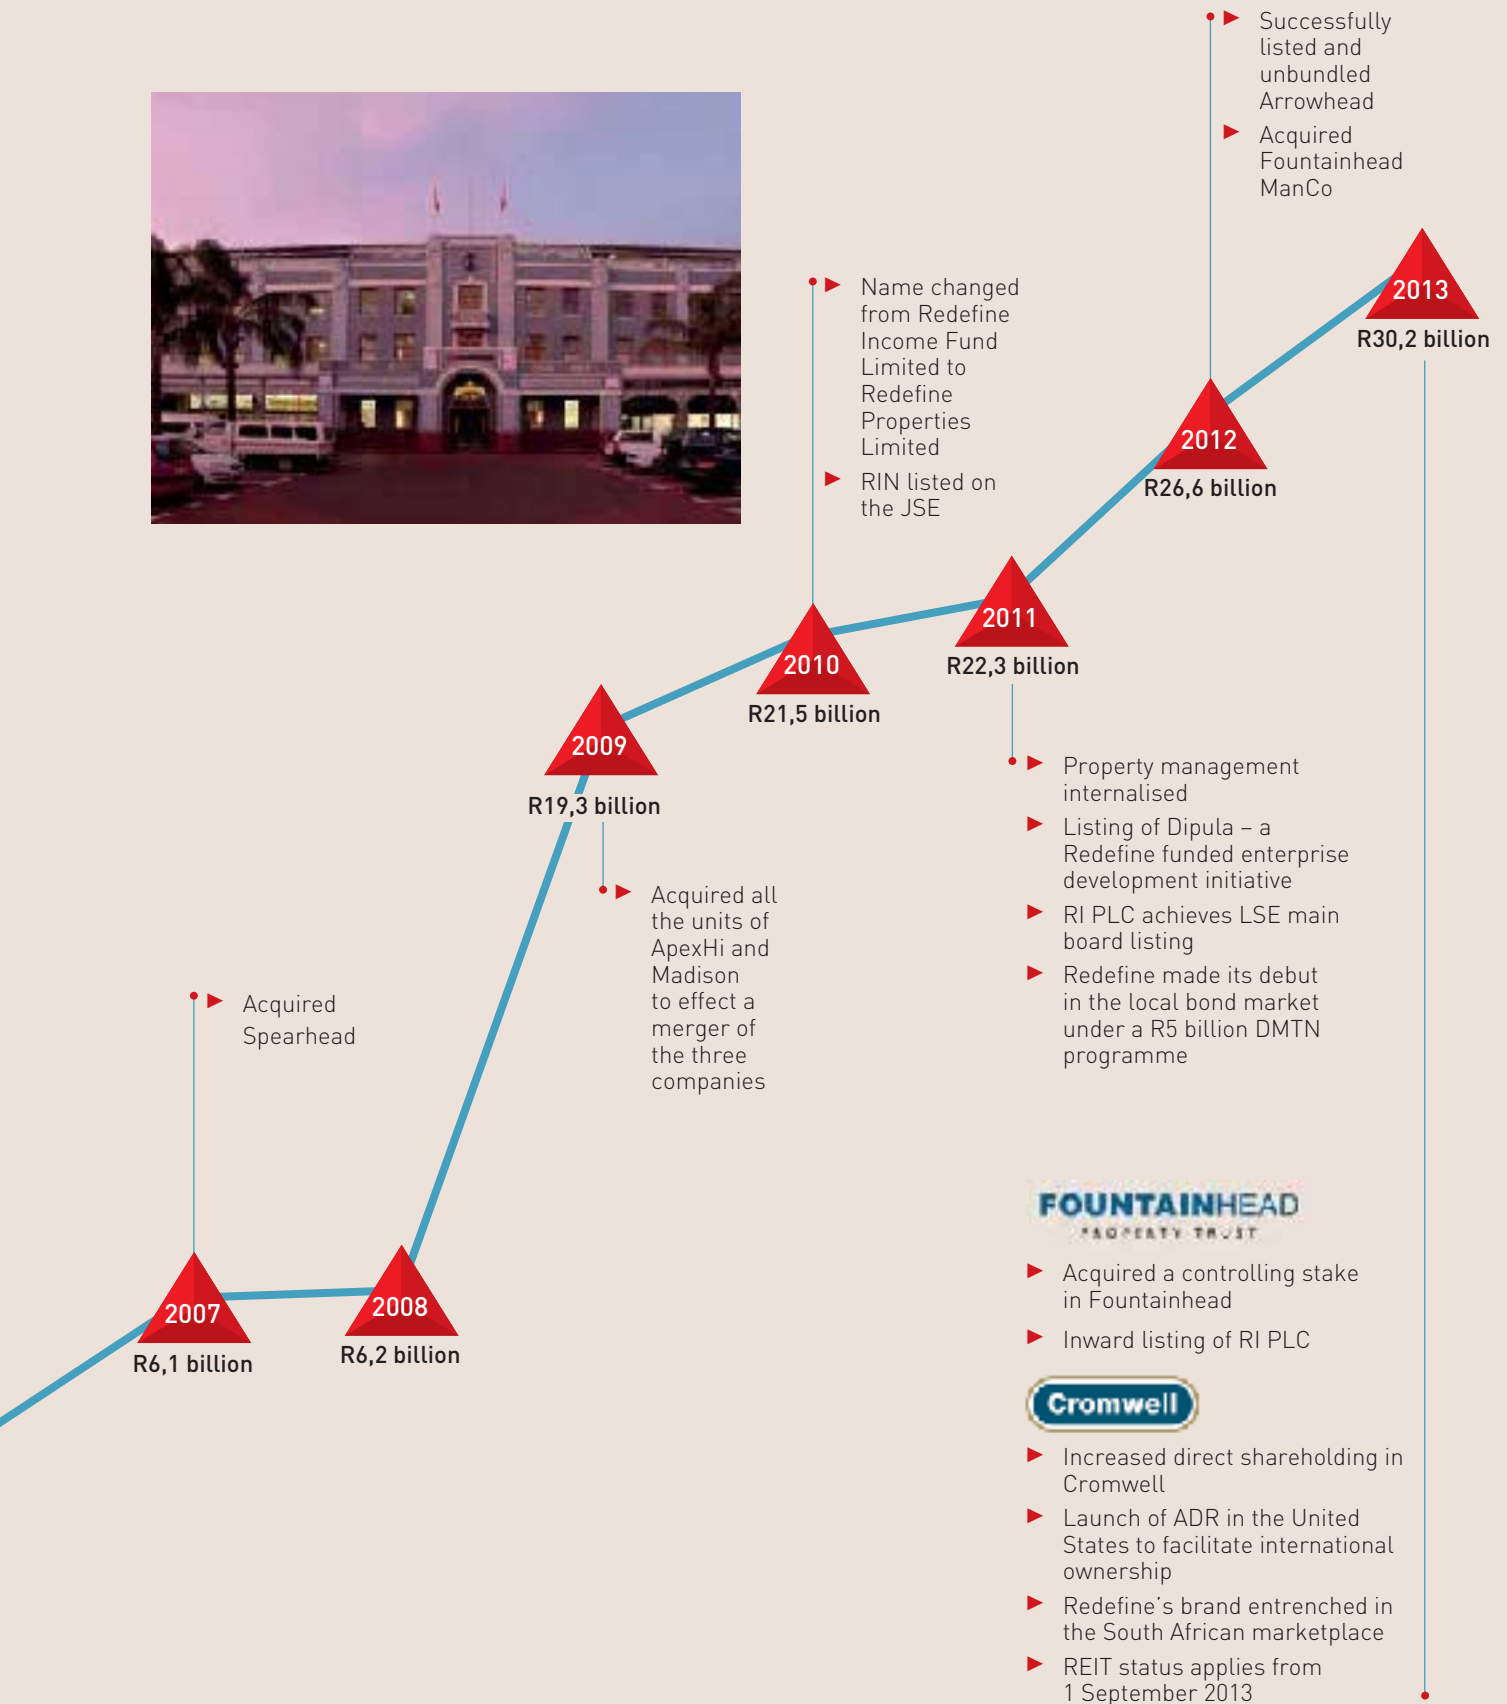 Successfully
listed and
unbundled
Arrowhead
Acquired
Fountainhead
ManCo
2013
R30,2 billion
Name changed
from Redefine
Income Fund
Limited to
Redefine
Properties
Limited
RIN listed on
the JSE
2012
R26,6 billion
2011
R22,3 billion
2010
R21,5 billion
2009
R19,3 billion
Property management
internalised
Listing of Dipula – a
Redefine funded enterprise
development initiative
RI PLC achieves LSE main
board listing
Redefine made its debut
in the local bond market
under a R5 billion DMTN
programme
Acquired all
the units of
ApexHi and
Madison
to effect a
merger of
the three
companies
Acquired
Spearhead
2007
R6,1 billion
2008
R6,2 billion
FOUNTAINHEAD
PROPERTY TRUST
Acquired a controlling stake
in Fountainhead
Inward listing of RI PLC
Cromwell
Increased direct shareholding in
Cromwell
Launch of ADR in the United
States to facilitate international
ownership
Redefine’s brand entrenched in
the South African marketplace
REIT status applies from
1 September 2013